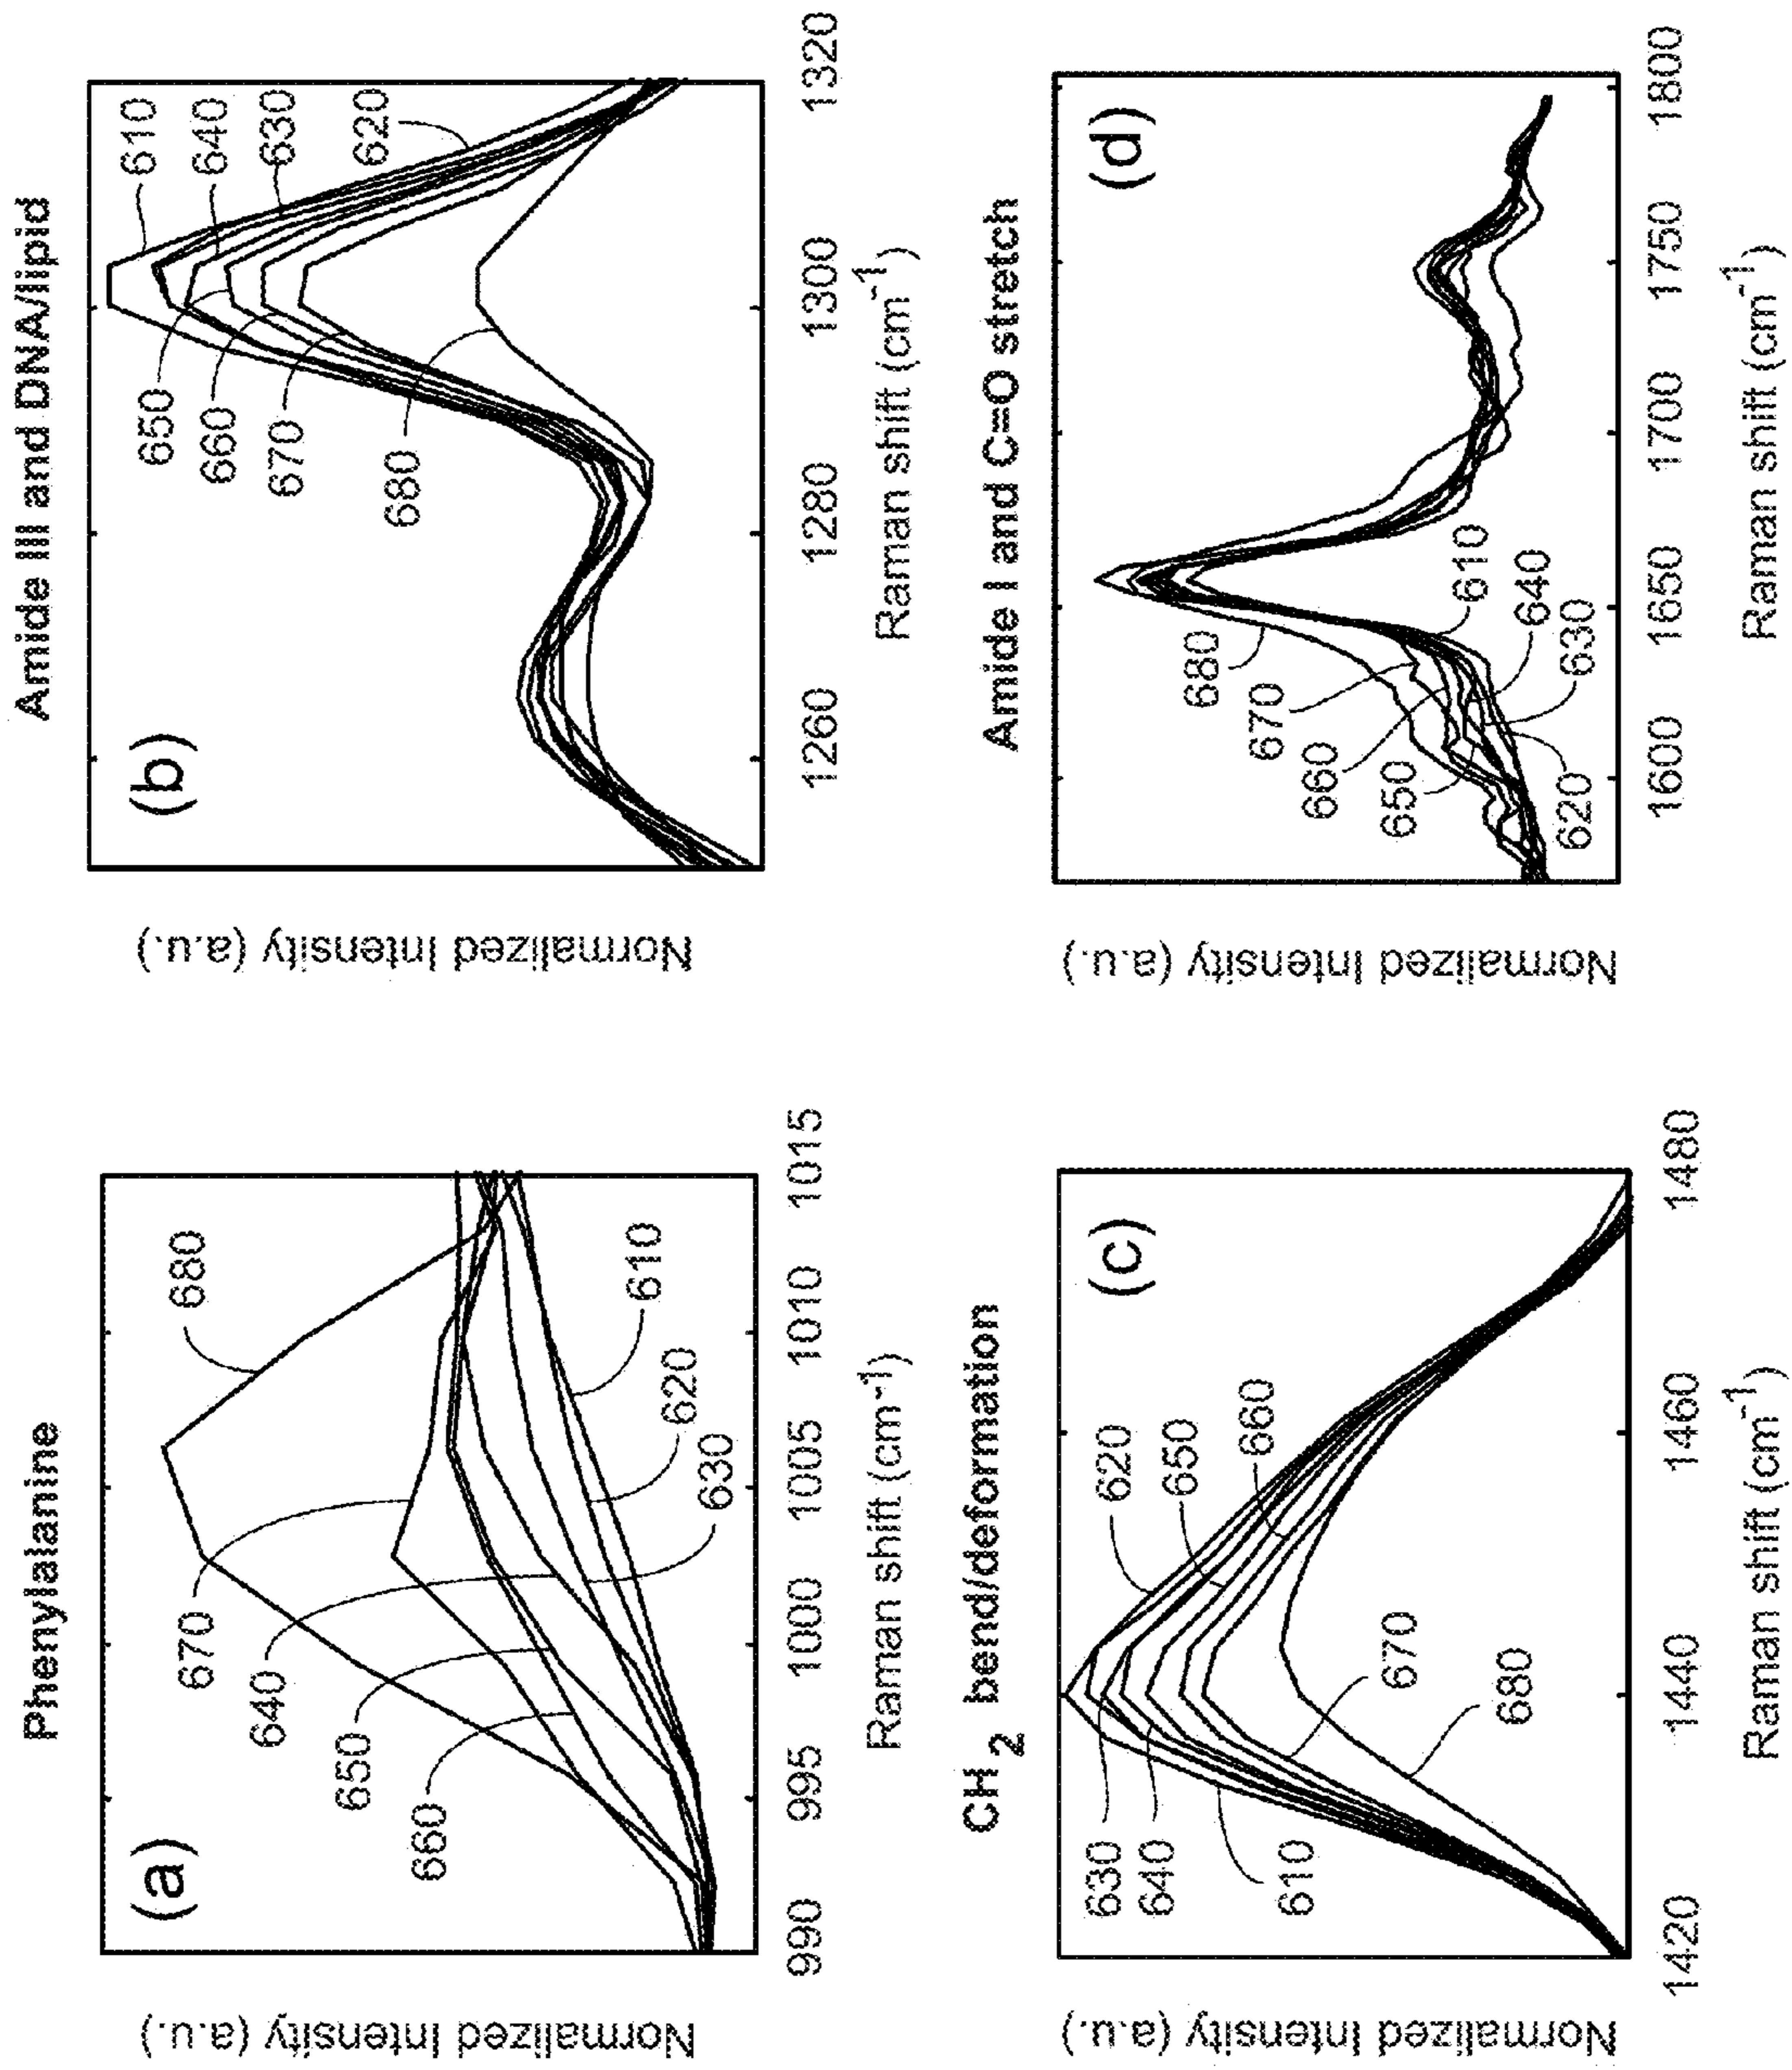 Phenylalanine
(a)
680
670
640
650
660
610
620
630
990 995 1000 1005 1010 1015
Raman shift (cm⁻¹)
Normalized Intensity (a.u.)
Amide III and DNA/lipid
(b)
610
640
630
620
650
660
670
680
1260 1280 1300 1320
Raman shift (cm⁻¹)
Normalized Intensity (a.u.)
CH₂ bend/deformation
(c)
620
650
660
630
640
610
670
680
1420 1440 1460 1480
Raman shift (cm⁻¹)
Normalized Intensity (a.u.)
Amide I and C=O stretch
(d)
680
670
660
650
620
610
640
630
1600 1650 1700 1750 1800
Raman shift (cm⁻¹)
Normalized Intensity (a.u.)